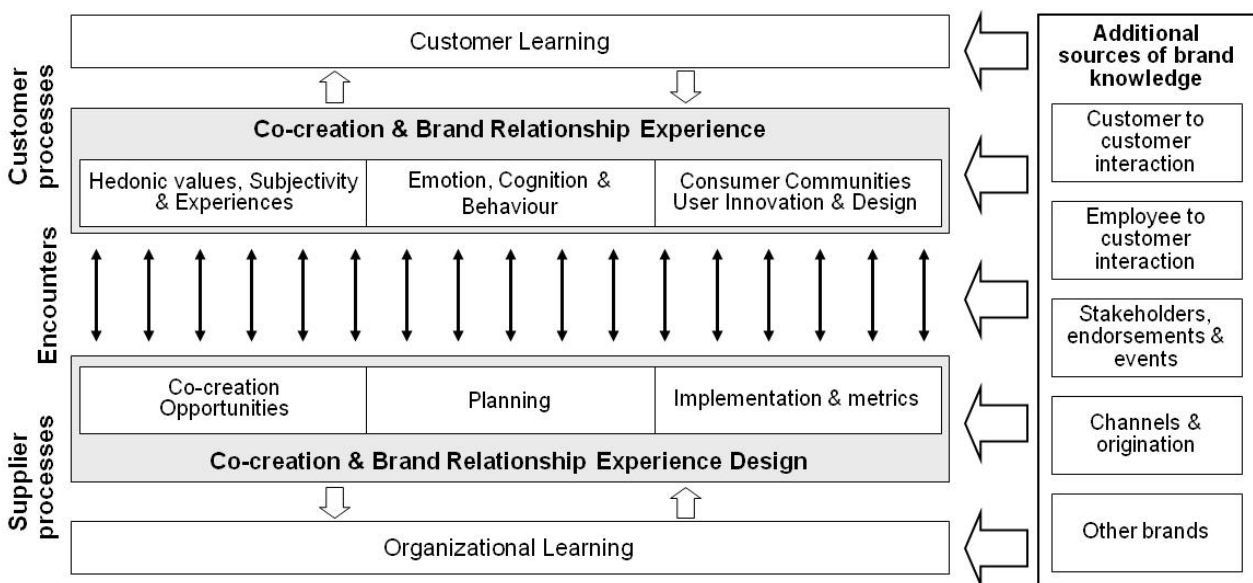 Customer processes
Encounters
Supplier processes
Customer Learning
Co-creation & Brand Relationship Experience
Hedonic values, Subjectivity
& Experiences
Emotion, Cognition &
Behaviour
Consumer Communities
User Innovation & Design
Co-creation
Opportunities
Planning
Implementation & metrics
Co-creation & Brand Relationship Experience Design
Organizational Learning
Additional
sources of brand
knowledge
Customer to
customer
interaction
Employee to
customer
interaction
Stakeholders,
endorsements &
events
Channels &
origination
Other brands